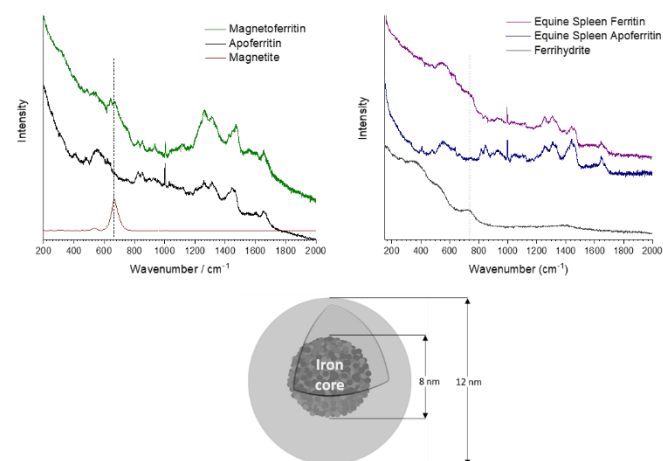 Magnetoferritin
Apoferritin
Magnetite
Intensity
200 400 600 800 1000 1200 1400 1600 1800 2000
Wavenumber / cm⁻¹
Equine Spleen Ferritin
Equine Spleen Apoferritin
Ferrihydrite
Intensity
200 400 600 800 1000 1200 1400 1600 1800 2000
Wavenumber (cm⁻¹)
Iron
core
8 nm
12 nm